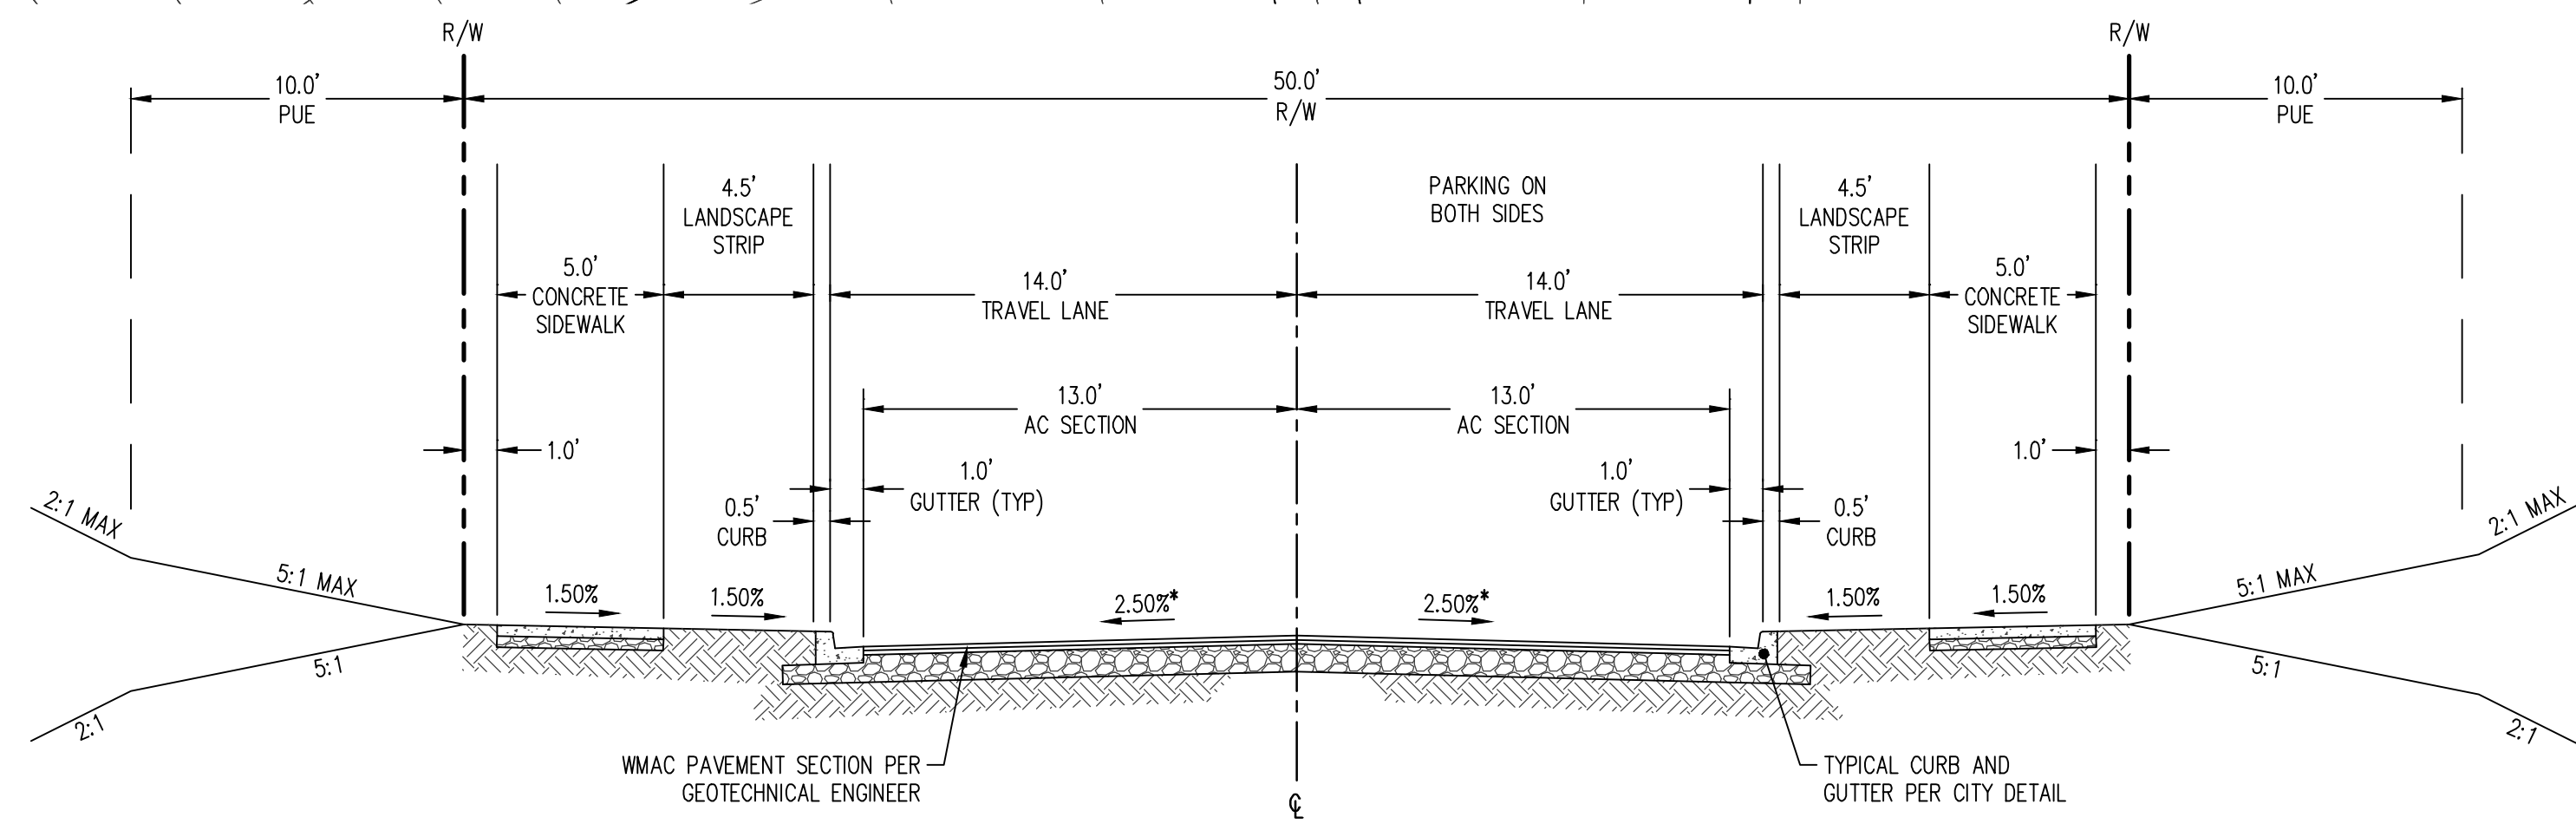 R/W
R/W
10.0'
PUE
50.0'
R/W
10.0'
PUE
4.5'
LANDSCAPE
STRIP
PARKING ON
BOTH SIDES
4.5'
LANDSCAPE
STRIP
5.0'
CONCRETE
SIDEWALK
14.0'
TRAVEL LANE
14.0'
TRAVEL LANE
5.0'
CONCRETE
SIDEWALK
13.0'
AC SECTION
13.0'
AC SECTION
1.0'
1.0'
1.0'
GUTTER (TYP)
1.0'
GUTTER (TYP)
0.5'
CURB
0.5'
CURB
2:1 MAX
5:1 MAX
1.50%
1.50%
2.50%*
2.50%*
1.50%
1.50%
5:1 MAX
2:1 MAX
5:1
2:1
5:1
2:1
WMAC PAVEMENT SECTION PER
GEOTECHNICAL ENGINEER
TYPICAL CURB AND
GUTTER PER CITY DETAIL
℄